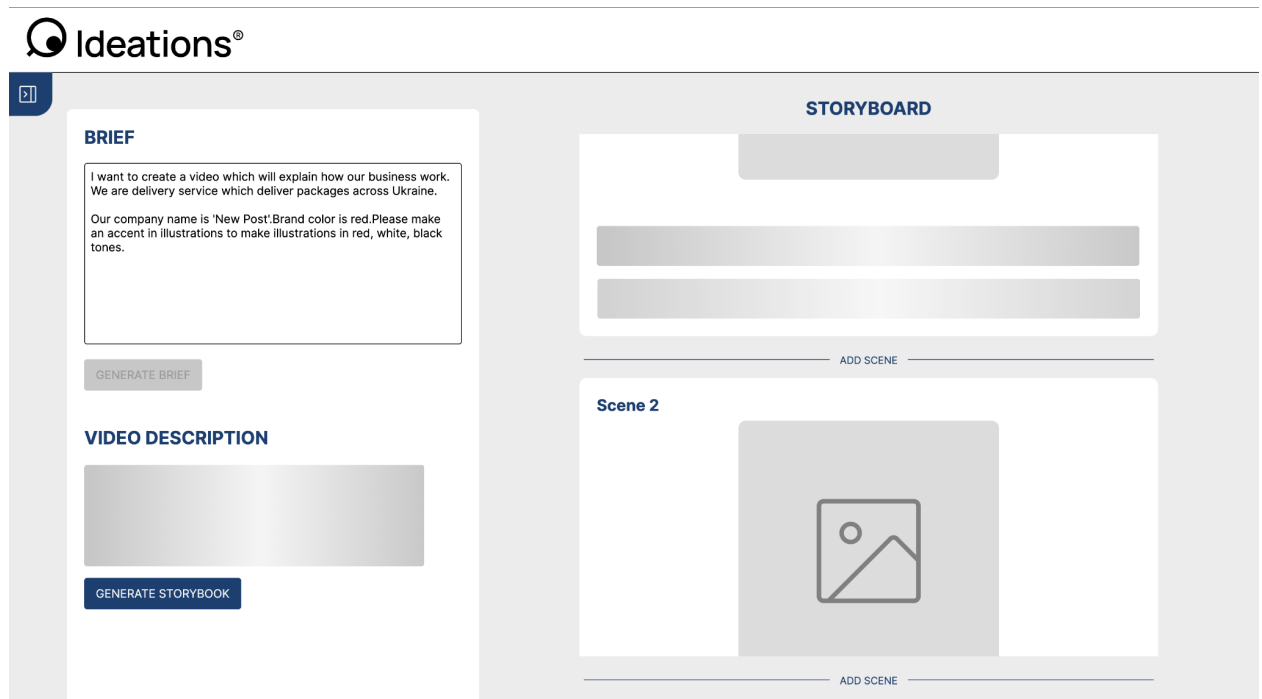 Ideations®
BRIEF
I want to create a video which will explain how our business work.
We are delivery service which deliver packages across Ukraine.
Our company name is 'New Post'.Brand color is red.Please make
an accent in illustrations to make illustrations in red, white, black
tones.
GENERATE BRIEF
VIDEO DESCRIPTION
GENERATE STORYBOOK
STORYBOARD
ADD SCENE
Scene 2
ADD SCENE